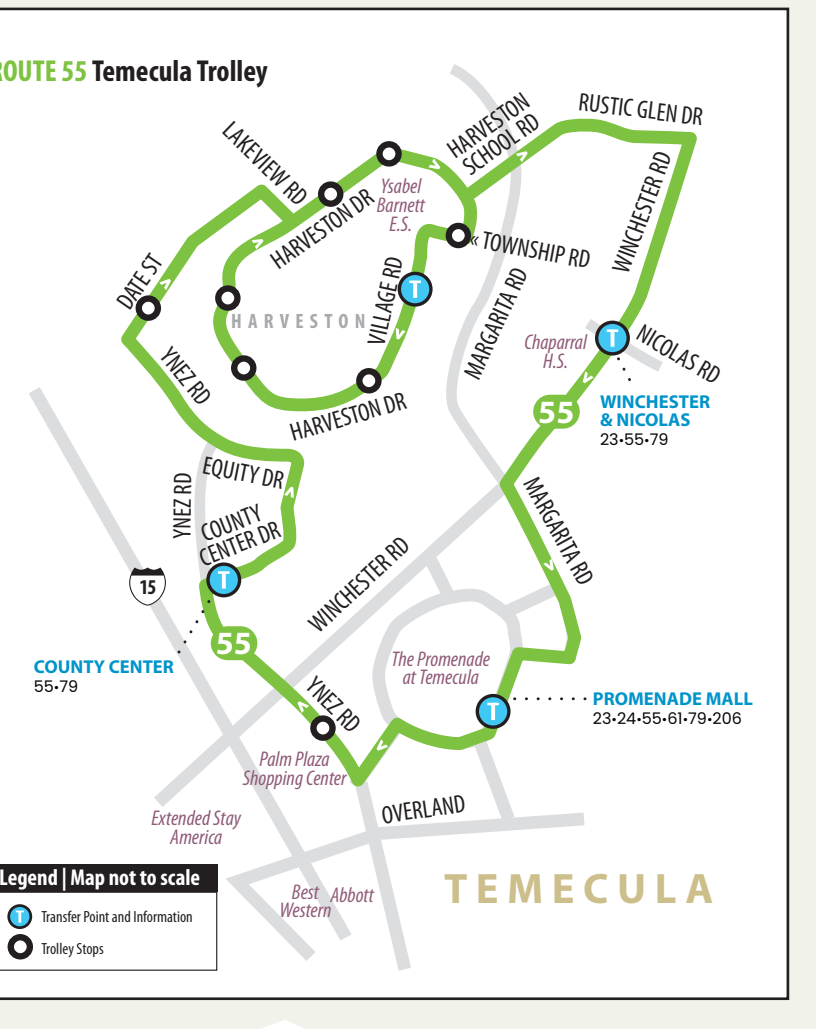 ROUTE 55 Temecula Trolley
RUSTIC GLEN DR
HARVESTON
SCHOOL RD
LAKEVIEW RD
WINCHESTER RD
Ysabel
Barnett
E.S.
HARVESTON DR
« TOWNSHIP RD
DATE ST
VILLAGE RD
T
MARGARITA RD
HARVESTON
Chaparral
H.S.
T
NICOLAS RD
YNEZ RD
WINCHESTER
& NICOLAS
23•55•79
55
HARVESTON DR
EQUITY DR
YNEZ RD
MARGARITA RD
COUNTY
CENTER DR
WINCHESTER RD
15
T
55
COUNTY CENTER
55•79
The Promenade
at Temecula
YNEZ RD
T
PROMENADE MALL
23•24•55•61•79•206
Palm Plaza
Shopping Center
OVERLAND
Extended Stay
America
Best
Western
Abbott
TEMECULA
Legend | Map not to scale
T Transfer Point and Information
Trolley Stops